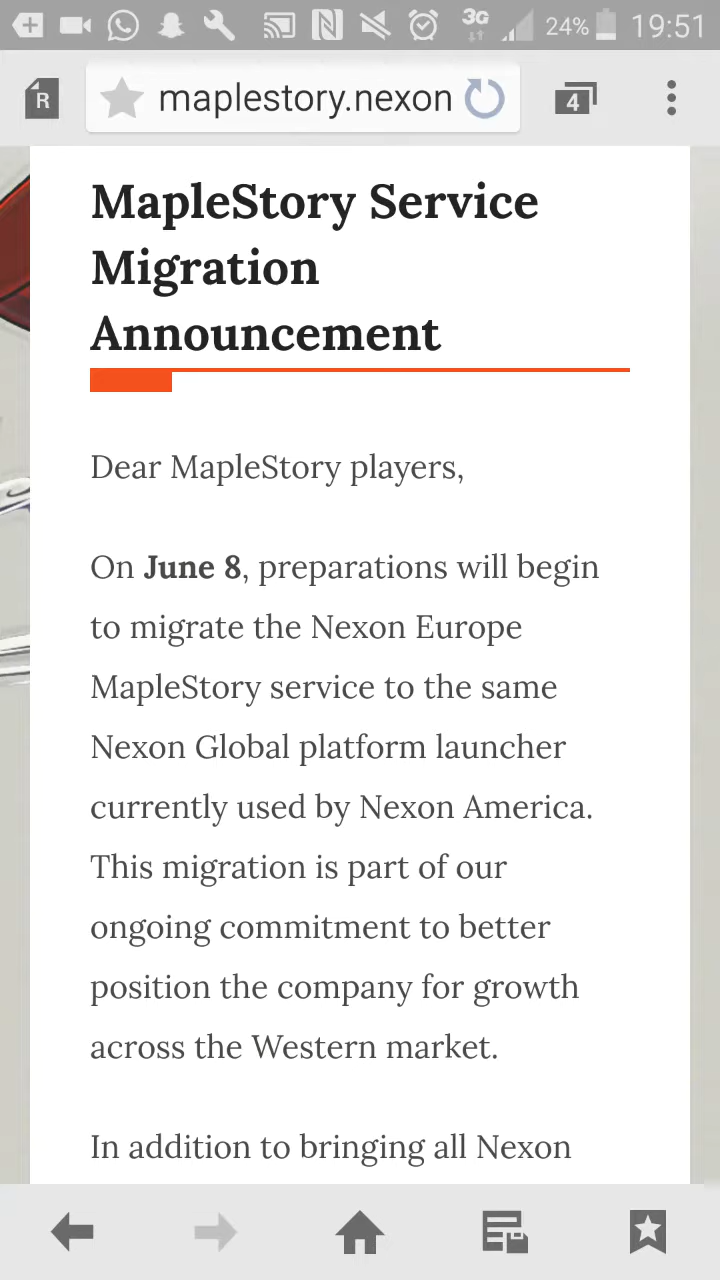 3G
24%
19:51
R
maplestory.nexon
4
MapleStory Service
Migration
Announcement
Dear MapleStory players,
On June 8, preparations will begin
to migrate the Nexon Europe
MapleStory service to the same
Nexon Global platform launcher
currently used by Nexon America.
This migration is part of our
ongoing commitment to better
position the company for growth
across the Western market.
In addition to bringing all Nexon